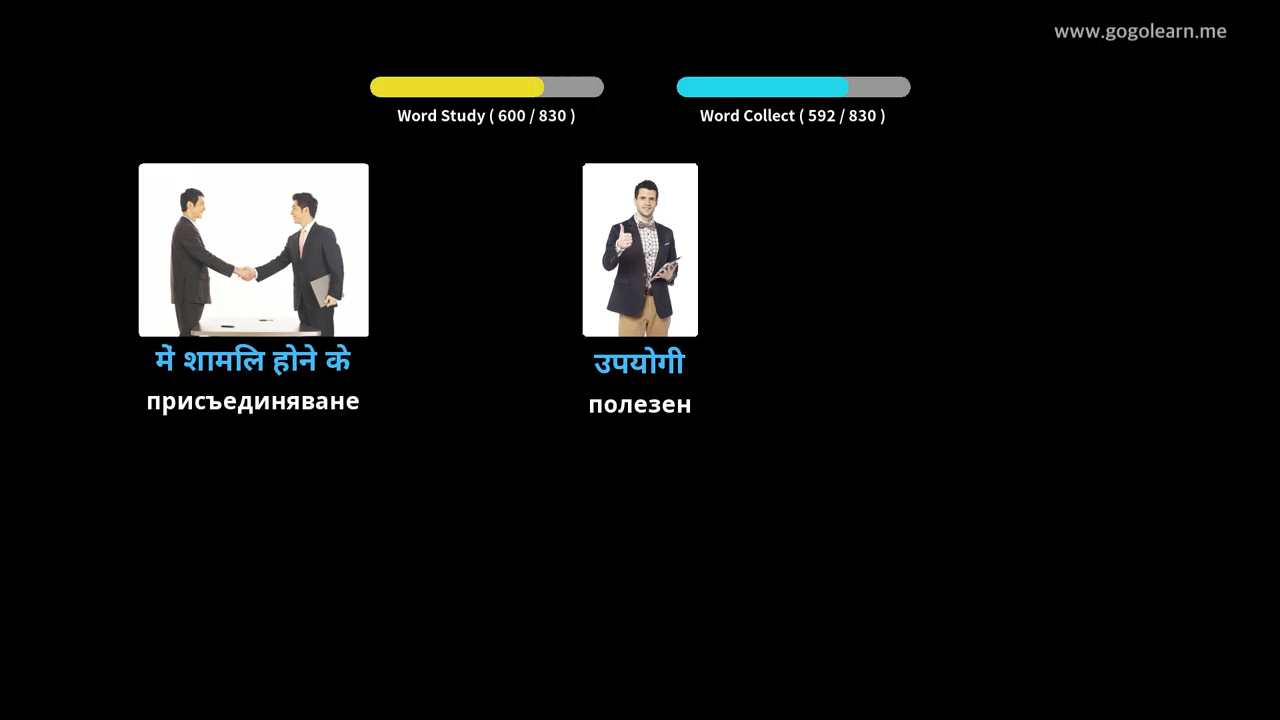 www.gogolearn.me
Word Study ( 600 / 830 )
Word Collect ( 592 / 830 )
में शामलि होने के
присъединяване
उपयोगी
полезен